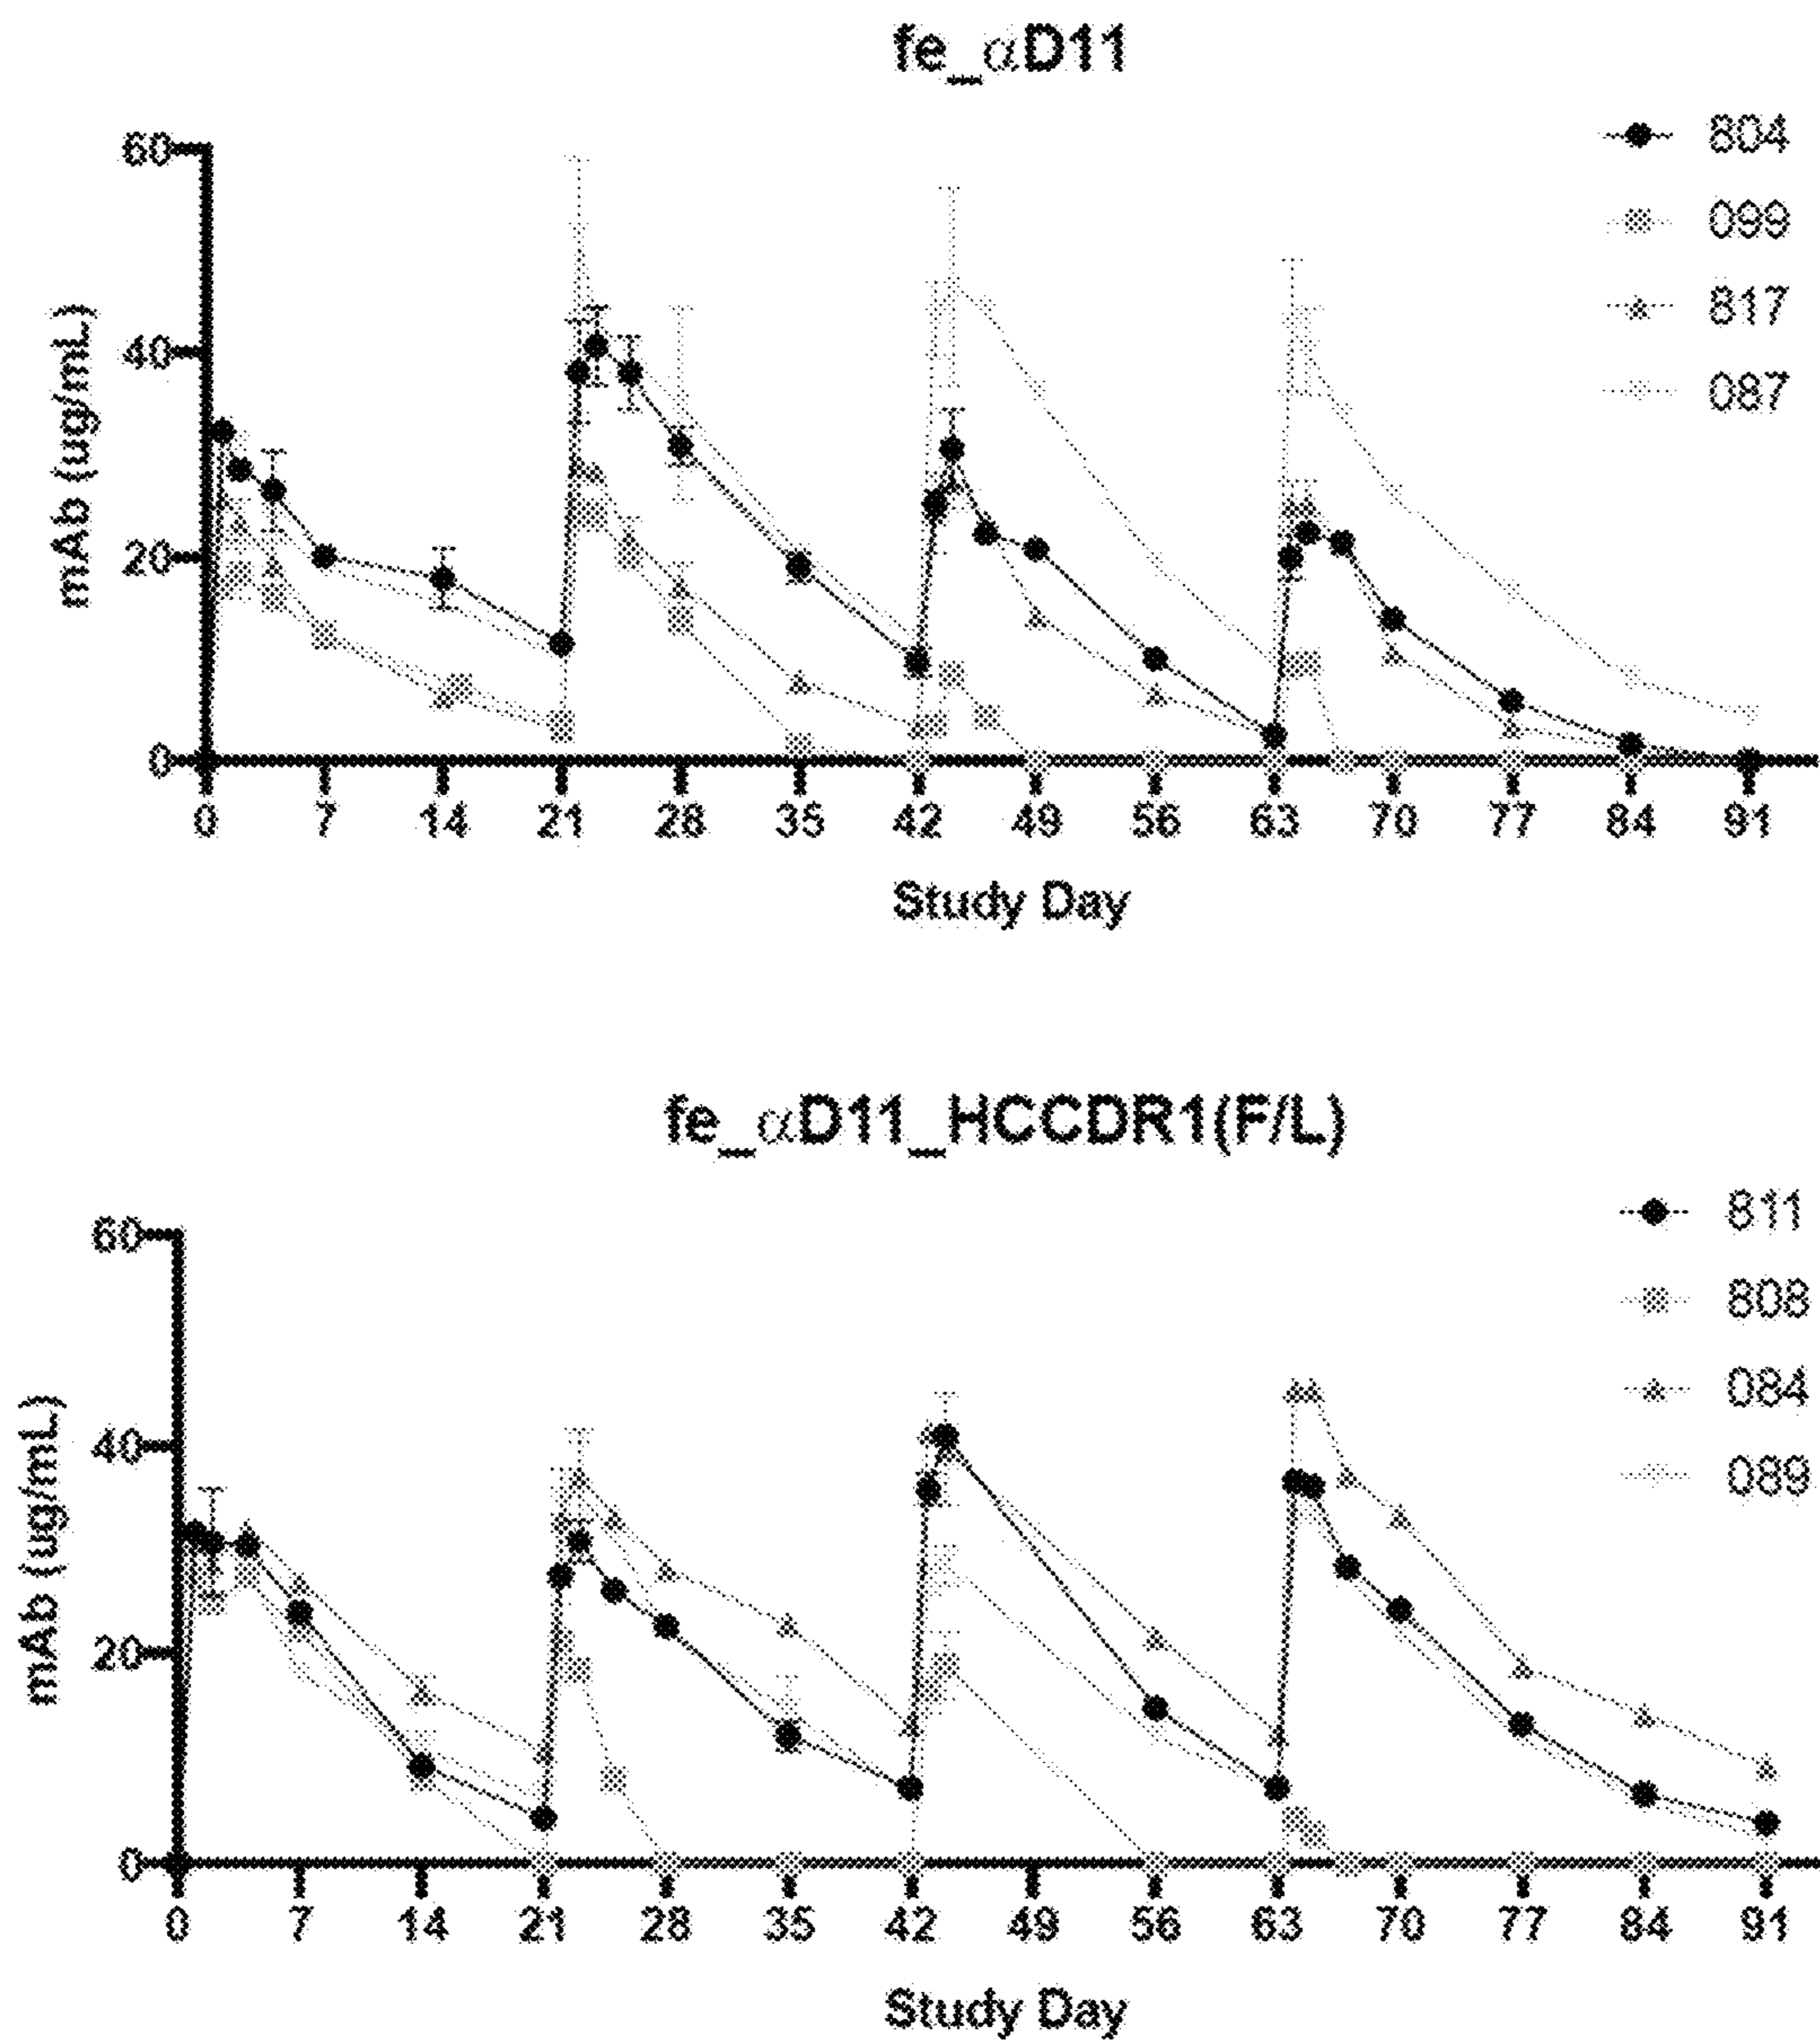 fe_αD11
804
099
817
087
mAb (ug/mL)
60
40
20
0
0 7 14 21 28 35 42 49 56 63 70 77 84 91
Study Day
fe_αD11_HCCDR1(F/L)
811
808
084
089
mAb (ug/mL)
60
40
20
0
0 7 14 21 28 35 42 49 56 63 70 77 84 91
Study Day